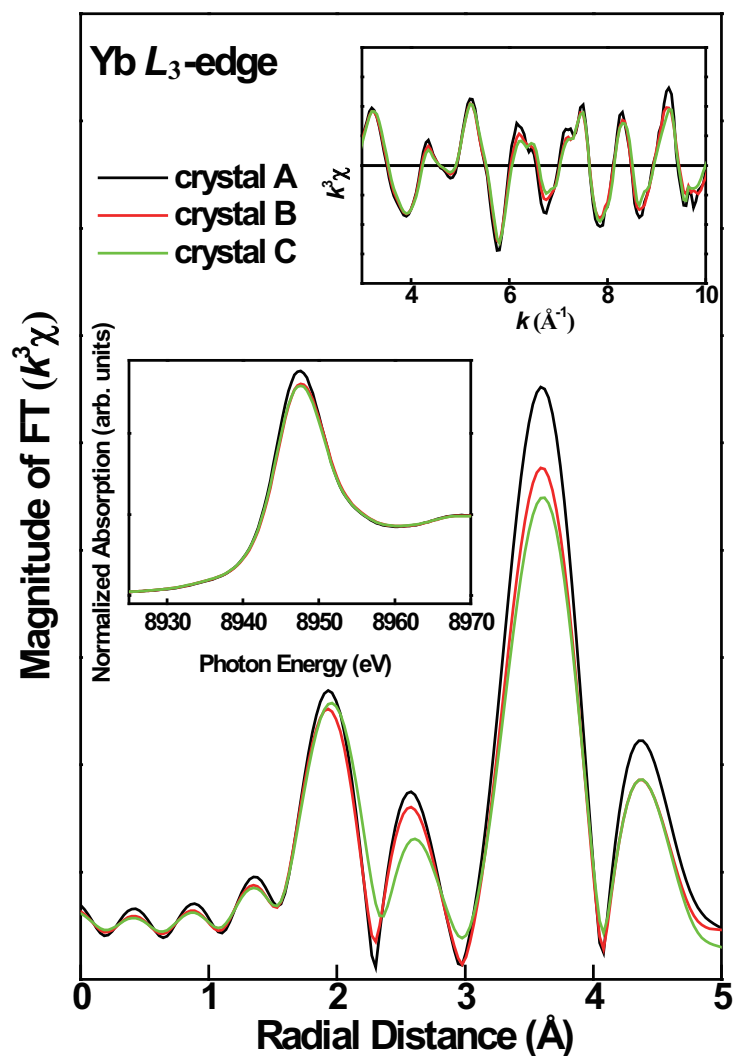 Yb L₃-edge
crystal A
crystal B
crystal C
k³χ
4 6 8 10
k (Å⁻¹)
Normalized Absorption (arb. units)
8930 8940 8950 8960 8970
Photon Energy (eV)
Magnitude of FT (k³χ)
0 1 2 3 4 5
Radial Distance (Å)